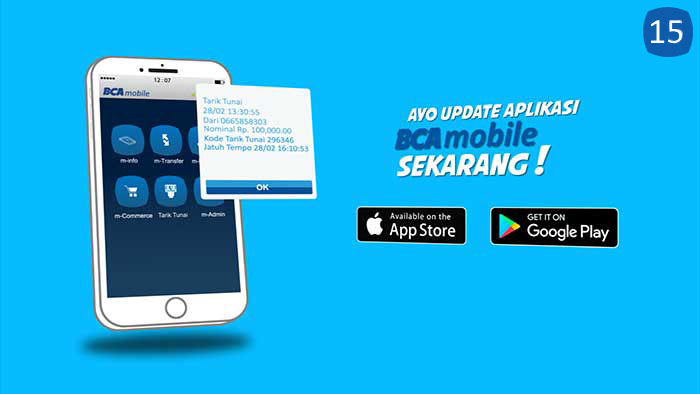 15
12:07
BCA mobile
m-info
m-Transfer
m-Commerce
Tarik Tunai
m-Admin
Tarik Tunai
28/02 13:30:55
Dari 0665858303
Nominal Rp. 100,000.00
Kode Tarik Tunai 296346
Jatuh Tempo 28/02 16:10:53
OK
AYO UPDATE APLIKASI
BCA mobile
SEKARANG!
Available on the
App Store
GET IT ON
Google Play